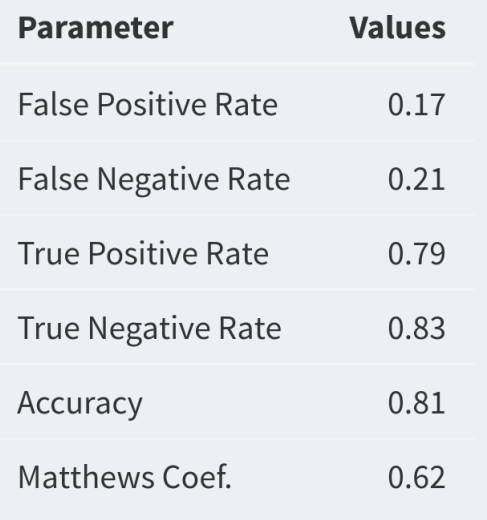 Parameter Values
False Positive Rate 0.17
False Negative Rate 0.21
True Positive Rate 0.79
True Negative Rate 0.83
Accuracy 0.81
Matthews Coef. 0.62